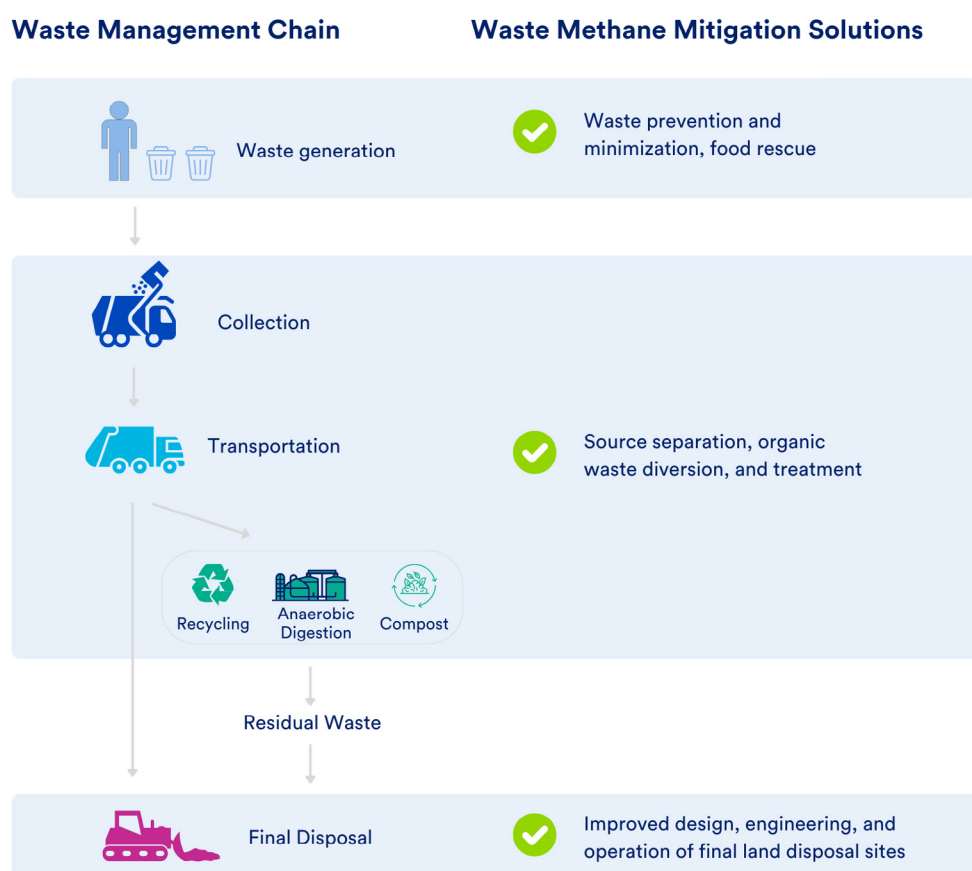 Waste Management Chain
Waste Methane Mitigation Solutions
Waste generation
Waste prevention and
minimization, food rescue
Collection
Transportation
Source separation, organic
waste diversion, and treatment
Recycling
Anaerobic
Digestion
Compost
Residual Waste
Final Disposal
Improved design, engineering, and
operation of final land disposal sites